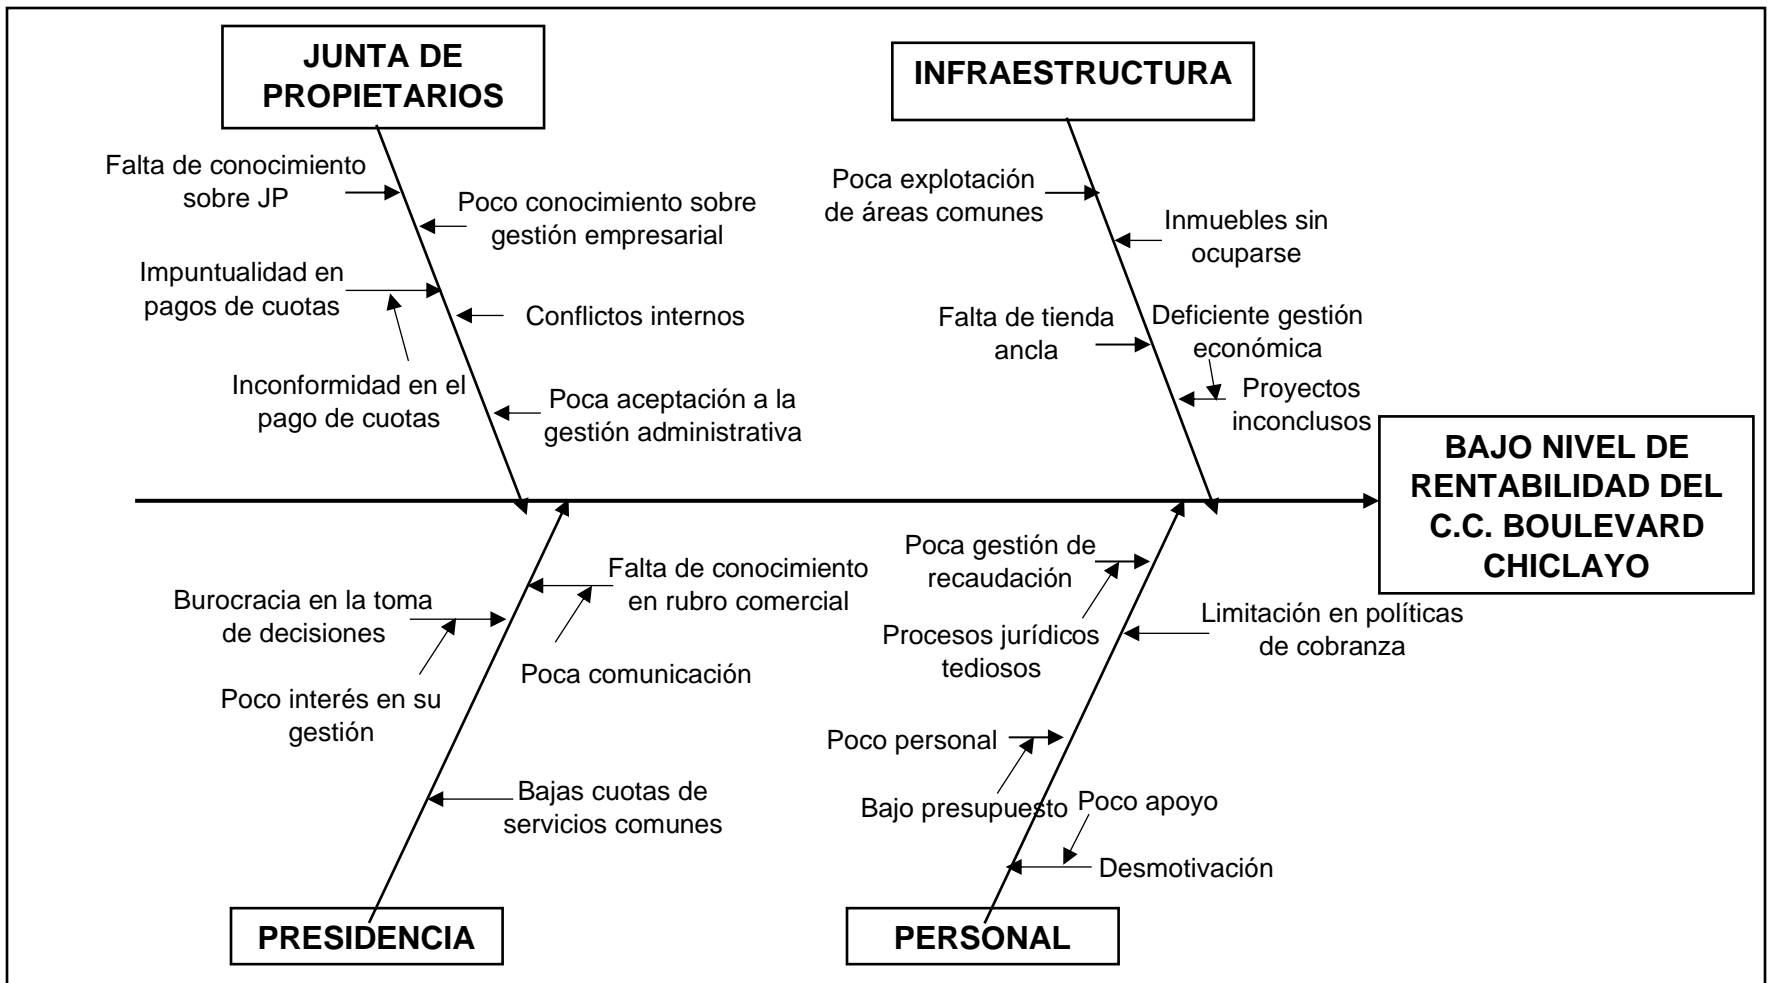 JUNTA DE
PROPIETARIOS
INFRAESTRUCTURA
Falta de conocimiento
sobre JP
Poco conocimiento sobre
gestión empresarial
Impuntualidad en
pagos de cuotas
Conflictos internos
Inconformidad en el
pago de cuotas
Poca aceptación a la
gestión administrativa
Poca explotación
de áreas comunes
Inmuebles sin
ocuparse
Falta de tienda
ancla
Deficiente gestión
económica
Proyectos
inconclusos
BAJO NIVEL DE
RENTABILIDAD DEL
C.C. BOULEVARD
CHICLAYO
Falta de conocimiento
en rubro comercial
Burocracia en la toma
de decisiones
Poca comunicación
Poco interés en su
gestión
Bajas cuotas de
servicios comunes
Poca gestión de
recaudación
Limitación en políticas
de cobranza
Procesos jurídicos
tediosos
Poco personal
Bajo presupuesto
Poco apoyo
Desmotivación
PRESIDENCIA
PERSONAL